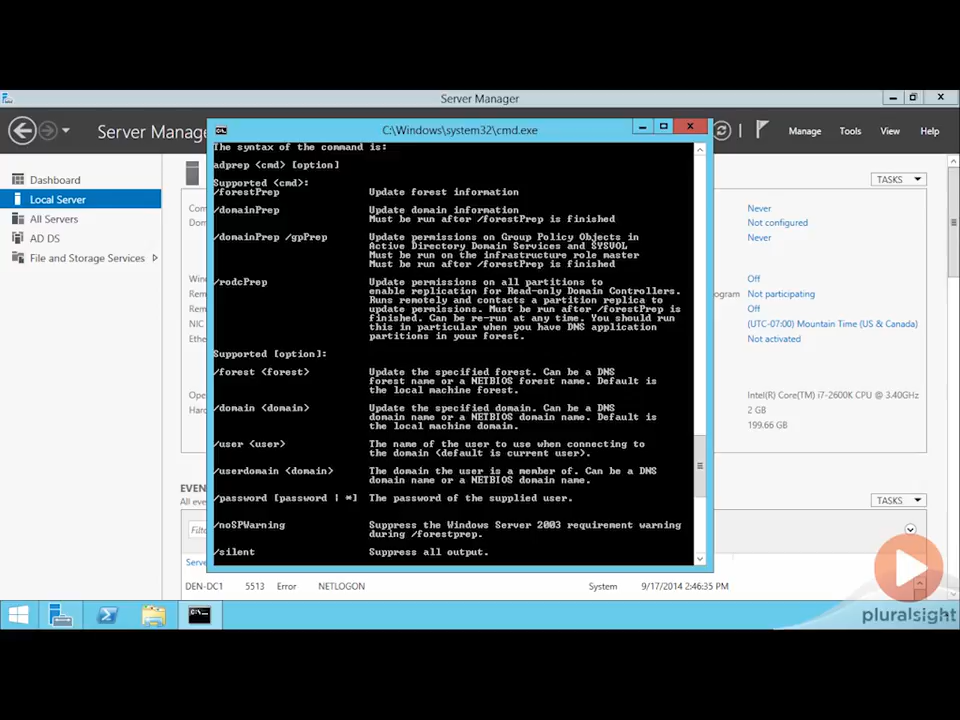 Server Manager
Server Manage
Manage Tools View Help
Dashboard
Local Server
All Servers
AD DS
File and Storage Services
TASKS
Never
Not configured
Never
Off
Not participating
Off
(UTC-07:00) Mountain Time (US & Canada)
Not activated
Intel(R) Core(TM) i7-2600K CPU @ 3.40GHz
2 GB
199.66 GB
C:\Windows\system32\cmd.exe
The syntax of the command is:
adprep <cmd> [option]
Supported <cmd>:
/forestPrep Update forest information
/domainPrep Update domain information
Must be run after /forestPrep is finished
/domainPrep /gpPrep Update permissions on Group Policy Objects in
Active Directory Domain Services and SYSVOL
Must be run on the infrastructure role master
Must be run after /forestPrep is finished
/rodcPrep Update permissions on all partitions to
enable replication for Read-only Domain Controllers.
Runs remotely and contacts a partition replica to
update permissions. Must be run after /forestPrep is
finished. Can be re-run at any time. You should run
this in particular when you have DNS application
partitions in your forest.
Supported [option]:
/forest <forest> Update the specified forest. Can be a DNS
forest name or a NETBIOS forest name. Default is
the local machine forest.
/domain <domain> Update the specified domain. Can be a DNS
domain name or a NETBIOS domain name. Default is
the local machine domain.
/user <user> The name of the user to use when connecting to
the domain <default is current user>.
/userdomain <domain> The domain the user is a member of. Can be a DNS
domain name or a NETBIOS domain name.
/password [password | *] The password of the supplied user.
/noSPWarning Suppress the Windows Server 2003 requirement warning
during /forestprep.
/silent Suppress all output.
EVEN
All eve
TASKS
Filte
Serve
DEN-DC1 5513 Error NETLOGON System 9/17/2014 2:46:35 PM
pluralsight